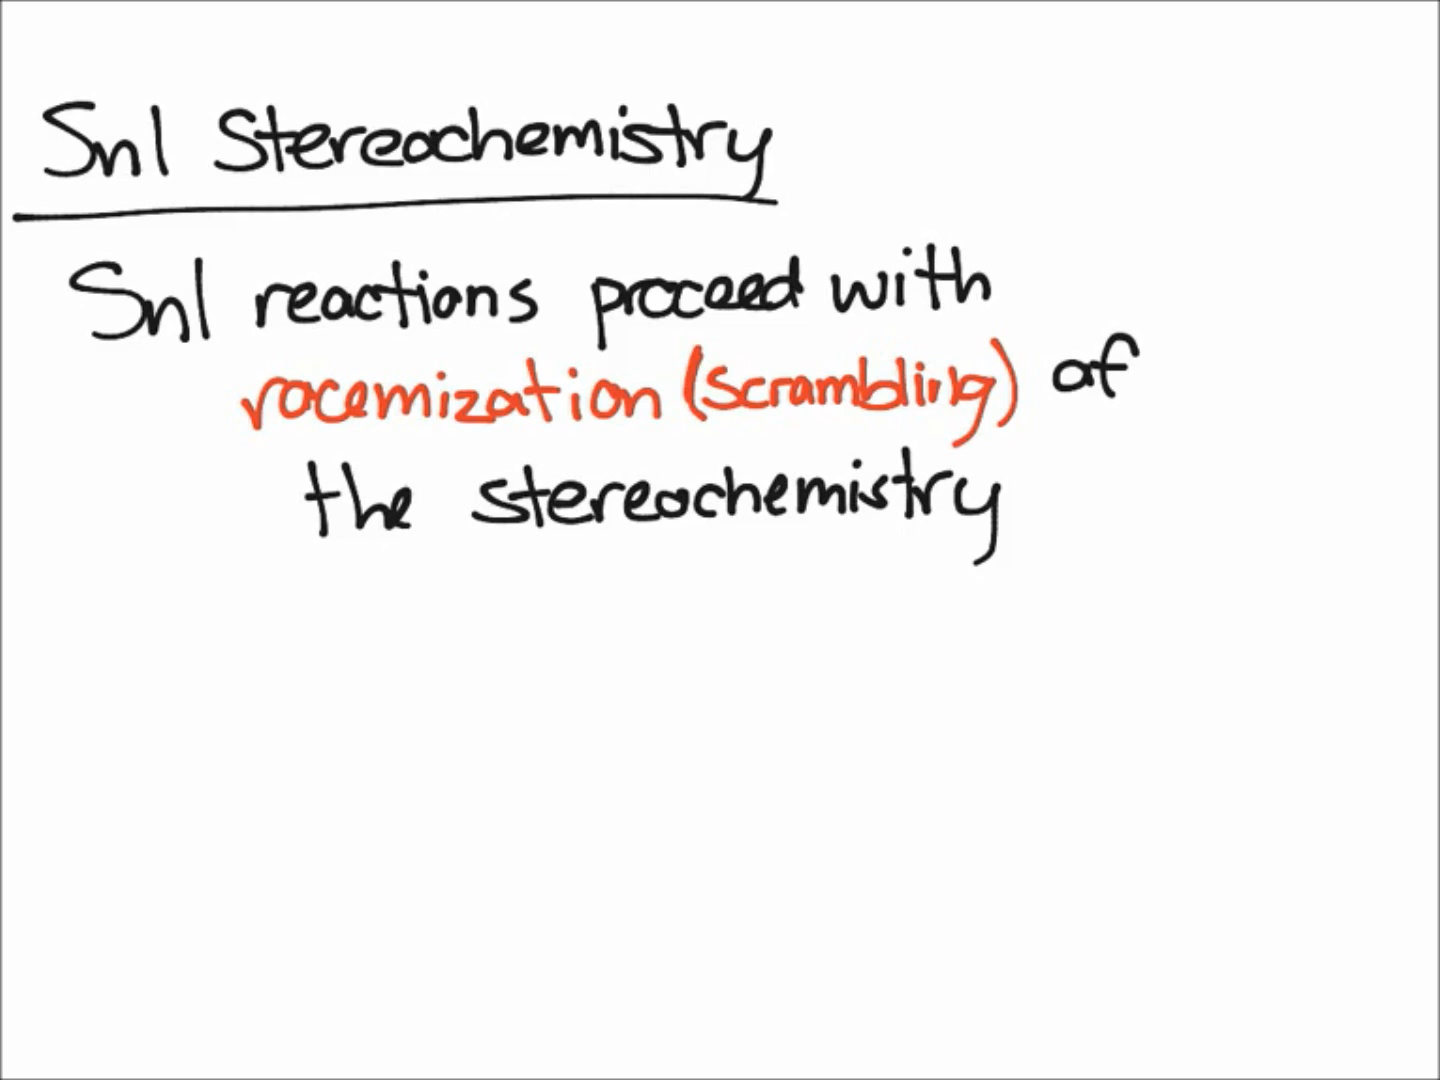 Sn1 Stereochemistry
Sn1 reactions proceed with
racemization (scrambling) of
the stereochemistry